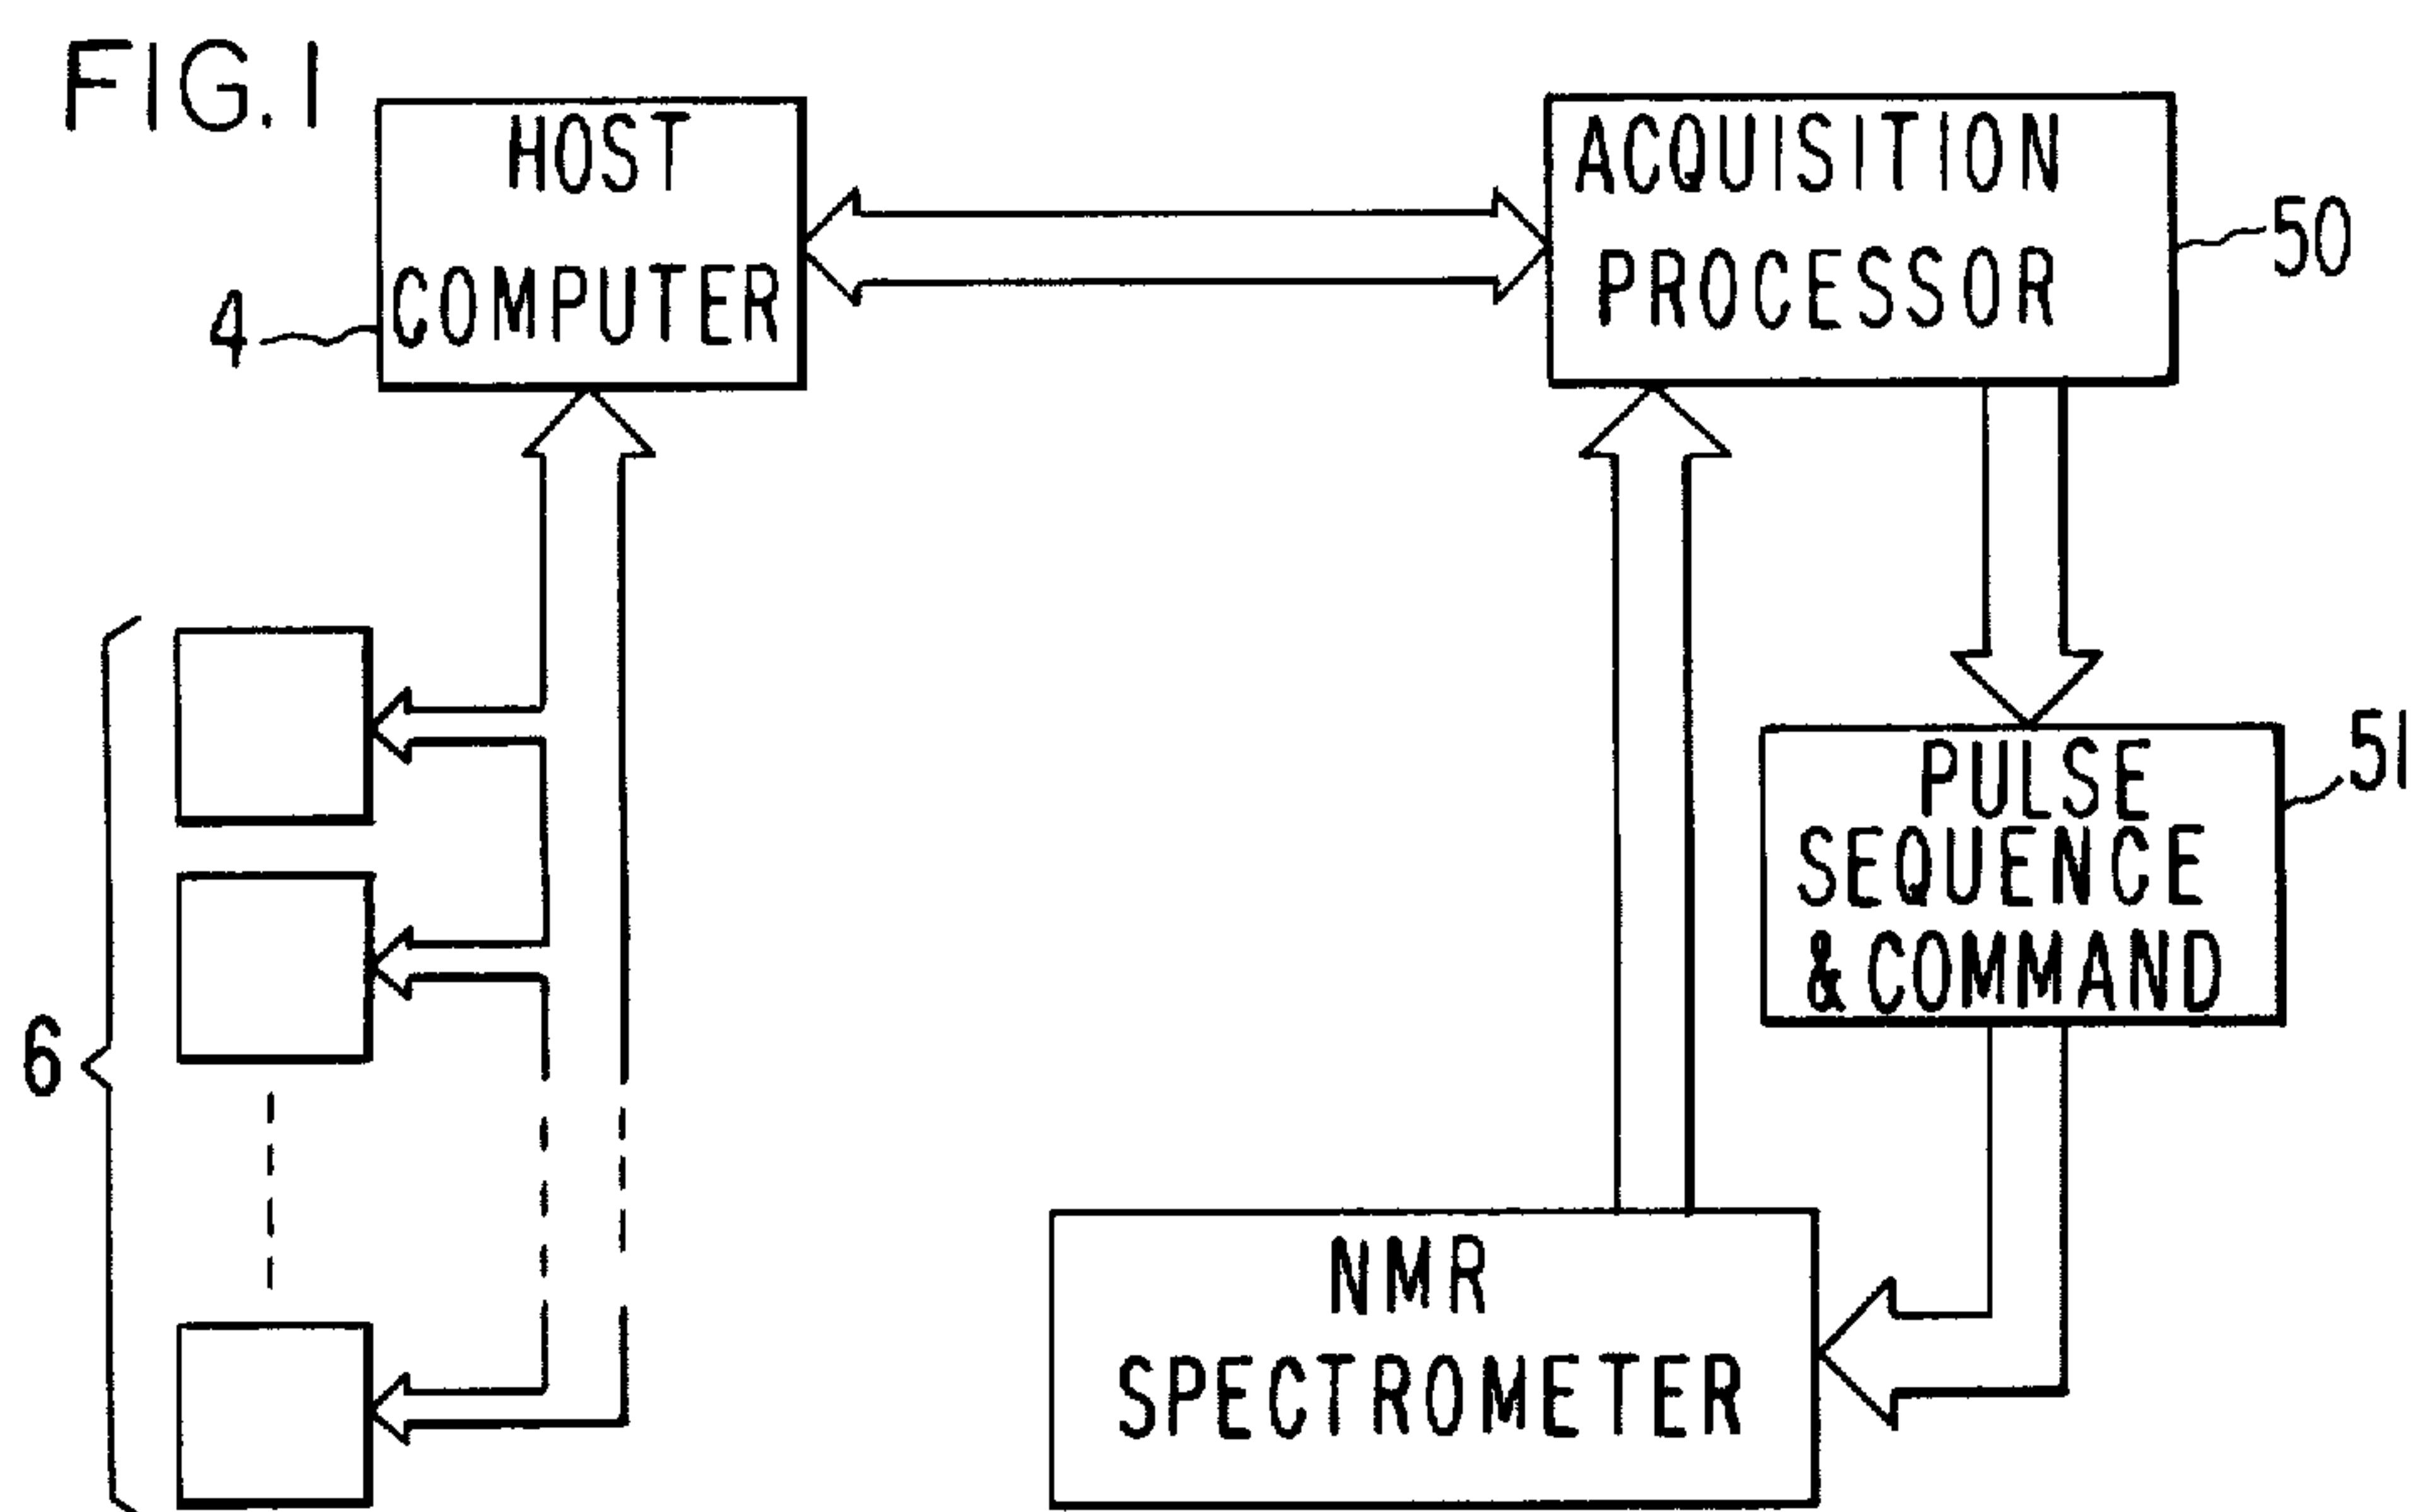 FIG. 1
HOST
COMPUTER
4
ACQUISITION
PROCESSOR
50
PULSE
SEQUENCE
& COMMAND
51
6
NMR
SPECTROMETER